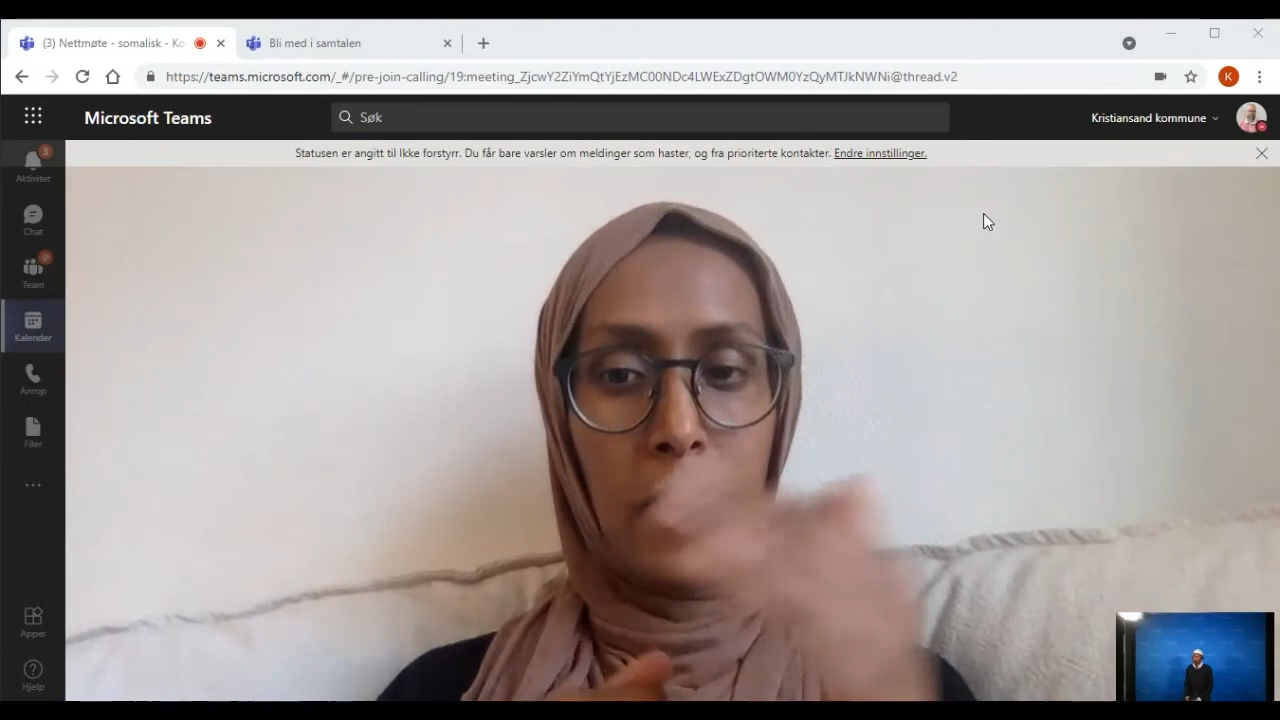 (3) Nettmøte - somalisk - Ko
Bli med i samtalen
https://teams.microsoft.com/_#/pre-join-calling/19:meeting_ZjcwY2ZiYmQtYjEzMC00NDc4LWExZDgtOWM0YzQyMTJkNWNi@thread.v2
K
Microsoft Teams
Søk
Kristiansand kommune
Statusen er angitt til Ikke forstyrr. Du får bare varsler om meldinger som haster, og fra prioriterte kontakter. Endre innstillinger.
3
Aktivitet
Chat
Team
Kalender
Anrop
Filer
Apper
Hjelp